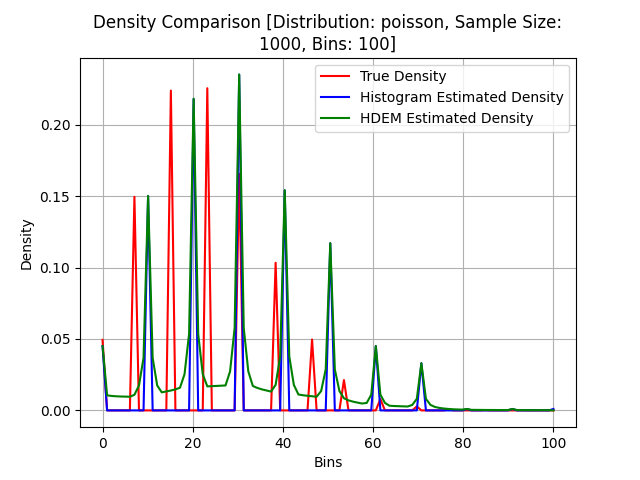 Density Comparison [Distribution: poisson, Sample Size:
1000, Bins: 100]
True Density
Histogram Estimated Density
HDEM Estimated Density
Density
0.20
0.15
0.10
0.05
0.00
0 20 40 60 80 100
Bins